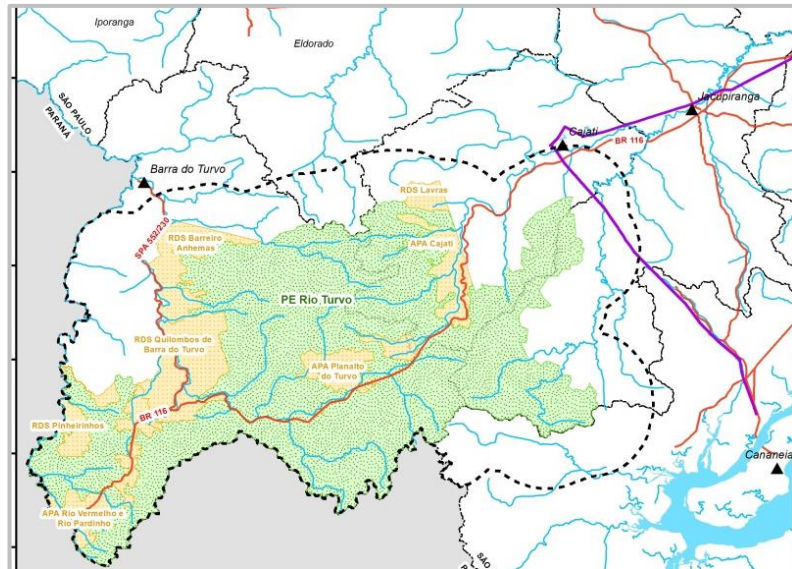 Iporanga
Eldorado
SÃO PAULO
PARANÁ
Jacupiranga
Cajati
BR 116
Barra do Turvo
RDS Lavras
SPA 552/230
RDS Barreiro
Anhemas
APA Cajati
PE Rio Turvo
RDS Quilombos de
Barra do Turvo
APA Planalto
do Turvo
BR 116
RDS Pinheirinhos
Cananeia
APA Rio Vermelho e
Rio Pardinho
SÃO